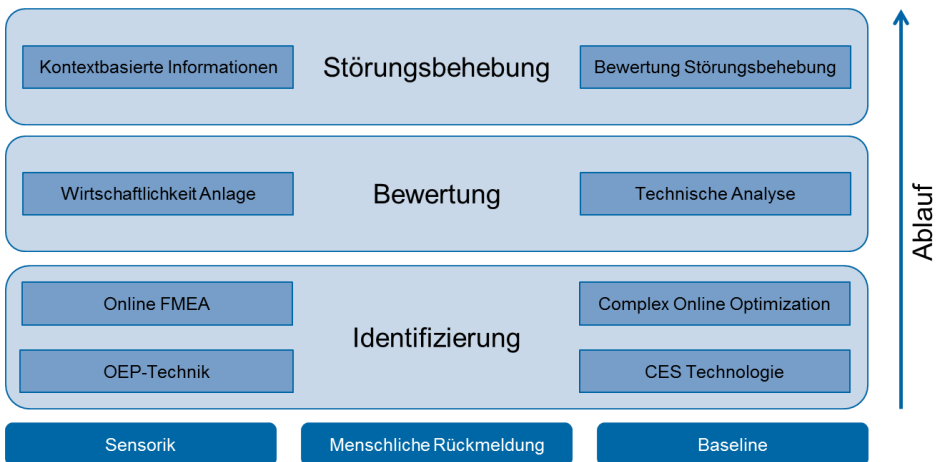 Kontextbasierte Informationen
Störungsbehebung
Bewertung Störungsbehebung
Wirtschaftlichkeit Anlage
Bewertung
Technische Analyse
Online FMEA
Complex Online Optimization
Identifizierung
OEP-Technik
CES Technologie
Sensorik
Menschliche Rückmeldung
Baseline
Ablauf